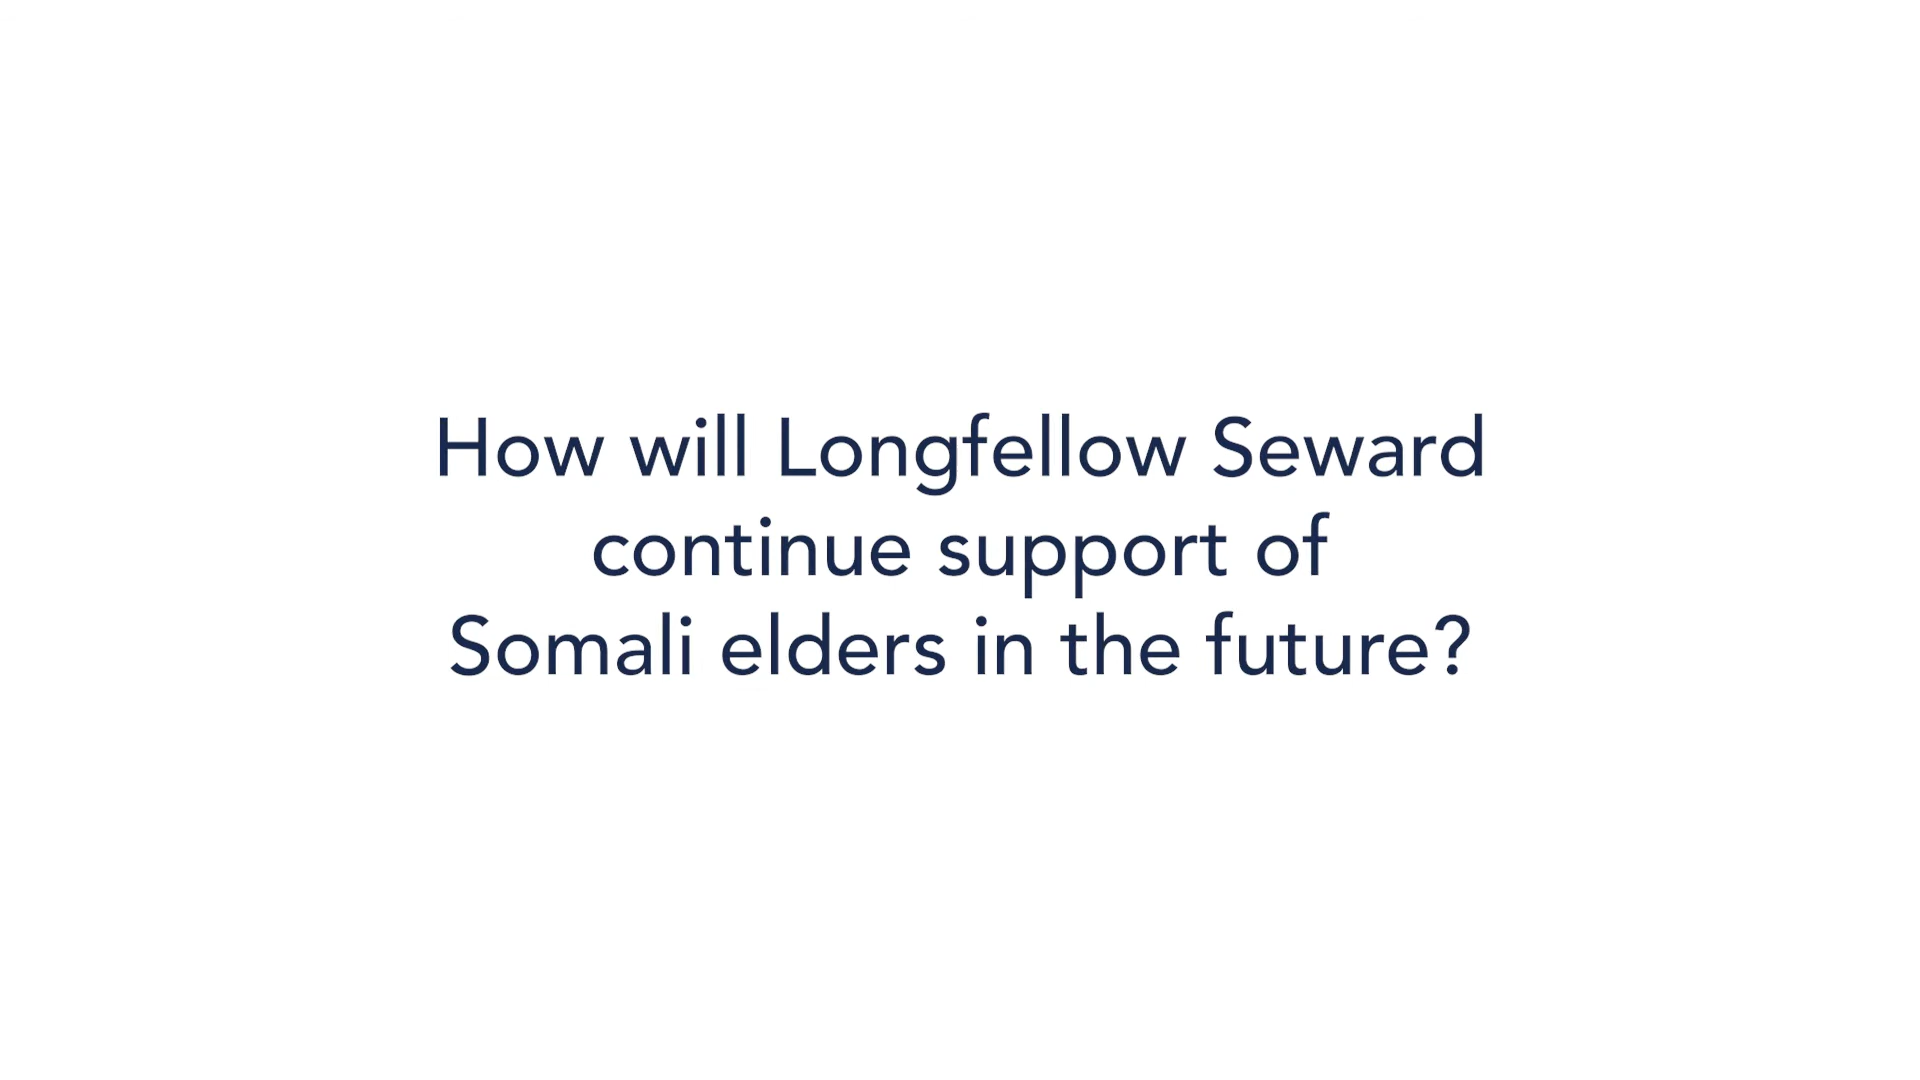 How will Longfellow Seward
continue support of
Somali elders in the future?